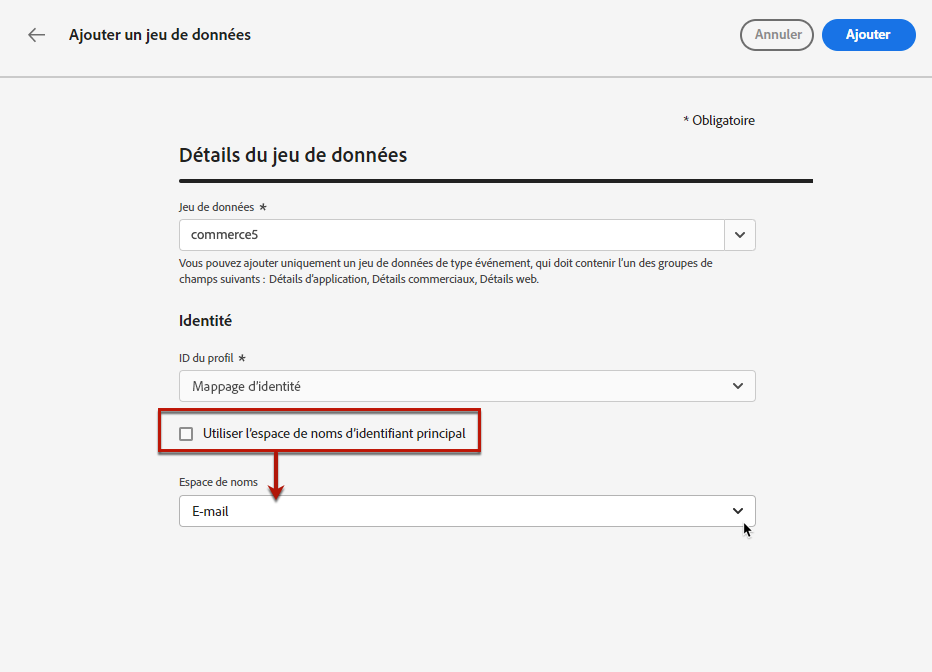 Ajouter un jeu de données
Annuler
Ajouter
* Obligatoire
Détails du jeu de données
Jeu de données *
commerce5
Vous pouvez ajouter uniquement un jeu de données de type événement, qui doit contenir l'un des groupes de
champs suivants : Détails d'application, Détails commerciaux, Détails web.
Identité
ID du profil *
Mappage d'identité
Utiliser l'espace de noms d'identifiant principal
Espace de noms
E-mail